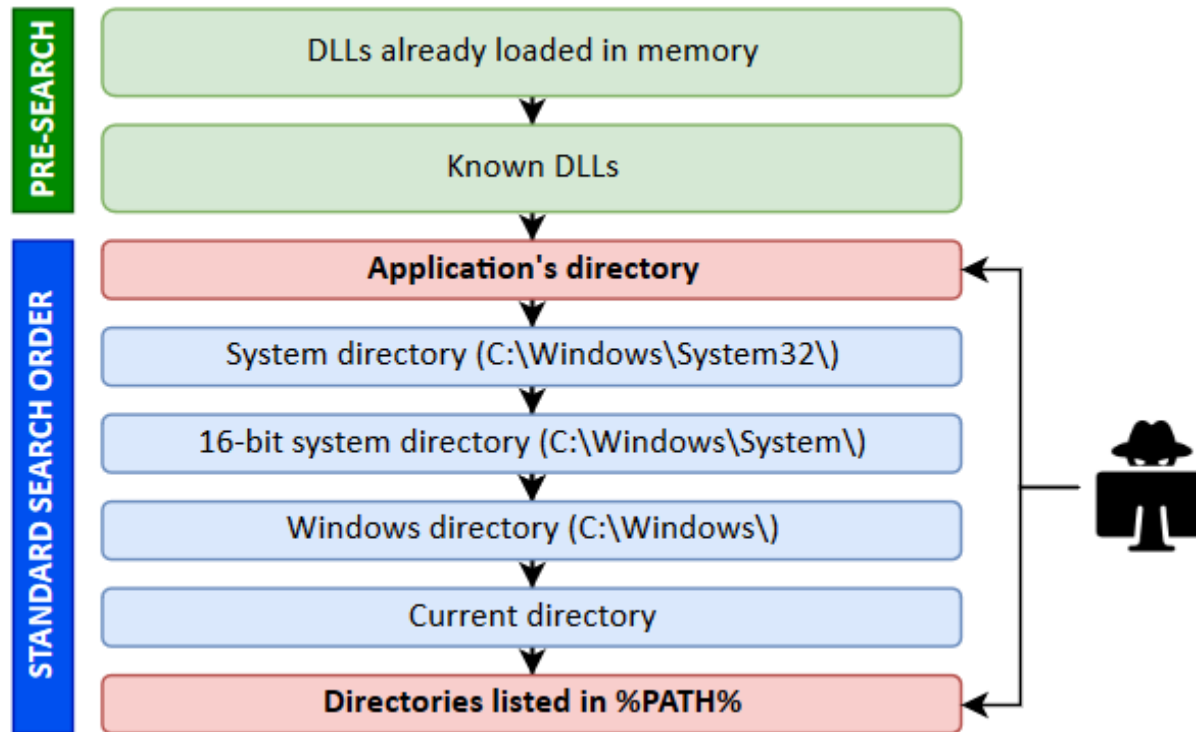 PRE-SEARCH
DLLs already loaded in memory
Known DLLs
STANDARD SEARCH ORDER
Application's directory
System directory (C:\Windows\System32\)
16-bit system directory (C:\Windows\System\)
Windows directory (C:\Windows\)
Current directory
Directories listed in %PATH%